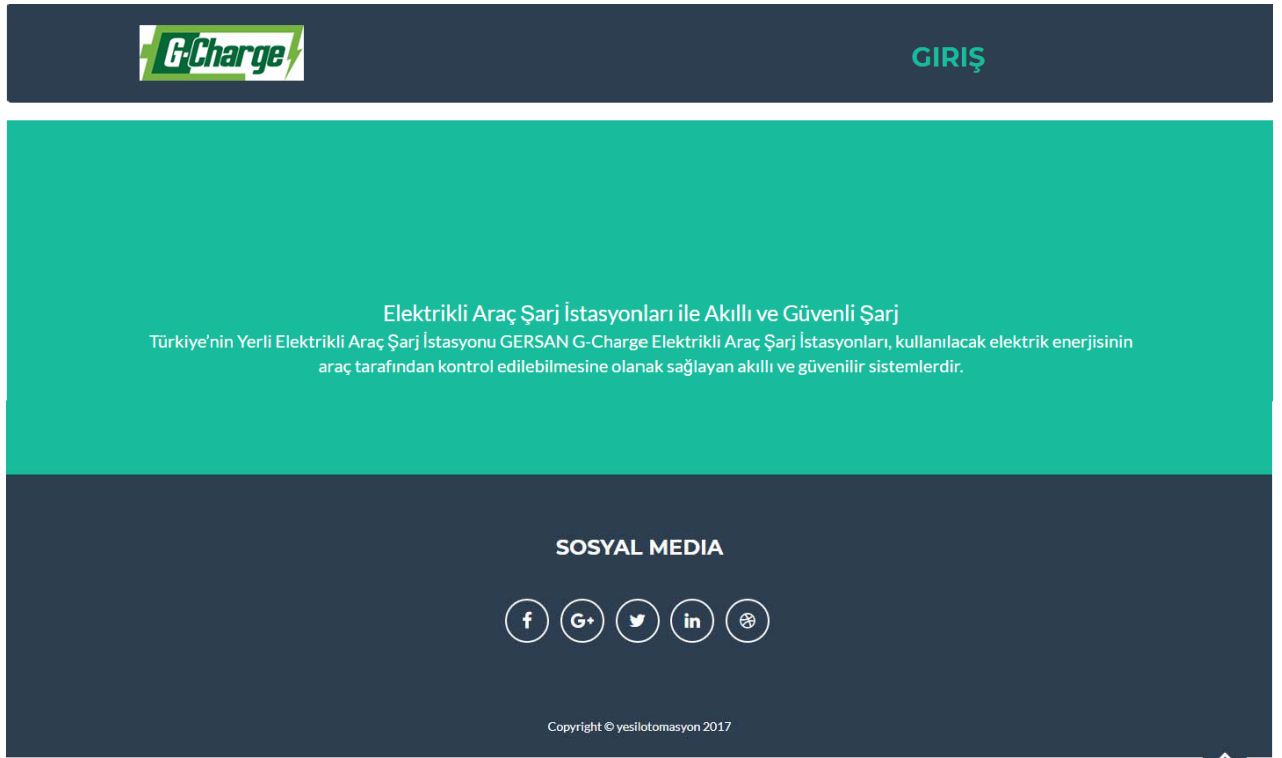 G-Charge
GIRIŞ
Elektrikli Araç Şarj İstasyonları ile Akıllı ve Güvenli Şarj
Türkiye'nin Yerli Elektrikli Araç Şarj İstasyonu GERSAN G-Charge Elektrikli Araç Şarj İstasyonları, kullanılacak elektrik enerjisinin
araç tarafından kontrol edilebilmesine olanak sağlayan akıllı ve güvenilir sistemlerdir.
SOSYAL MEDIA
f G+ in
Copyright © yesilotomasyon 2017